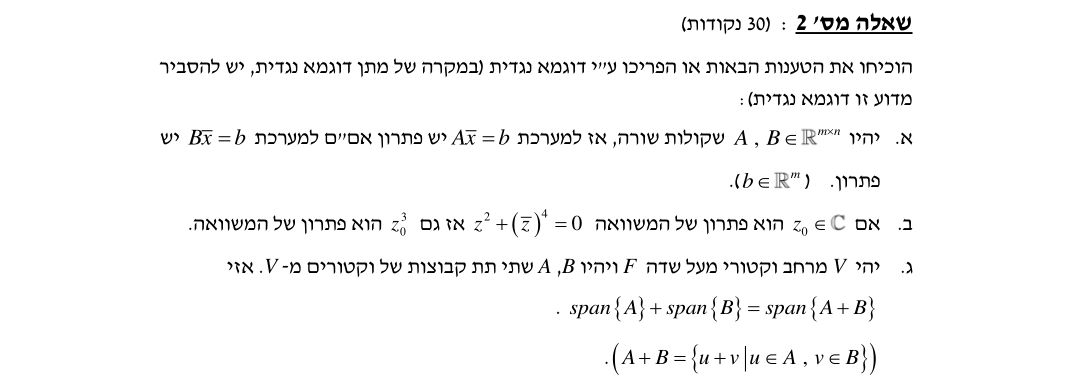 שאלה מס' 2 : (30 נקודות)
הוכיחו את הטענות הבאות או הפריכו ע"י דוגמא נגדית (במקרה של מתן דוגמא נגדית, יש להסביר
מדוע זו דוגמא נגדית):
א. יהיו A , B ∈ ℝ^{m×n} שקולות שורה, אז למערכת Ax̅ = b יש פתרון אם"ם למערכת Bx̅ = b יש
פתרון. (b ∈ ℝ^m).
ב. אם z₀ ∈ ℂ הוא פתרון של המשוואה z² + (z̅)⁴ = 0 אז גם z₀³ הוא פתרון של המשוואה.
ג. יהי V מרחב וקטורי מעל שדה F ויהיו A ,B שתי תת קבוצות של וקטורים מ-V. אזי
span{A} + span{B} = span{A + B} .
(A + B = {u + v | u ∈ A , v ∈ B}).